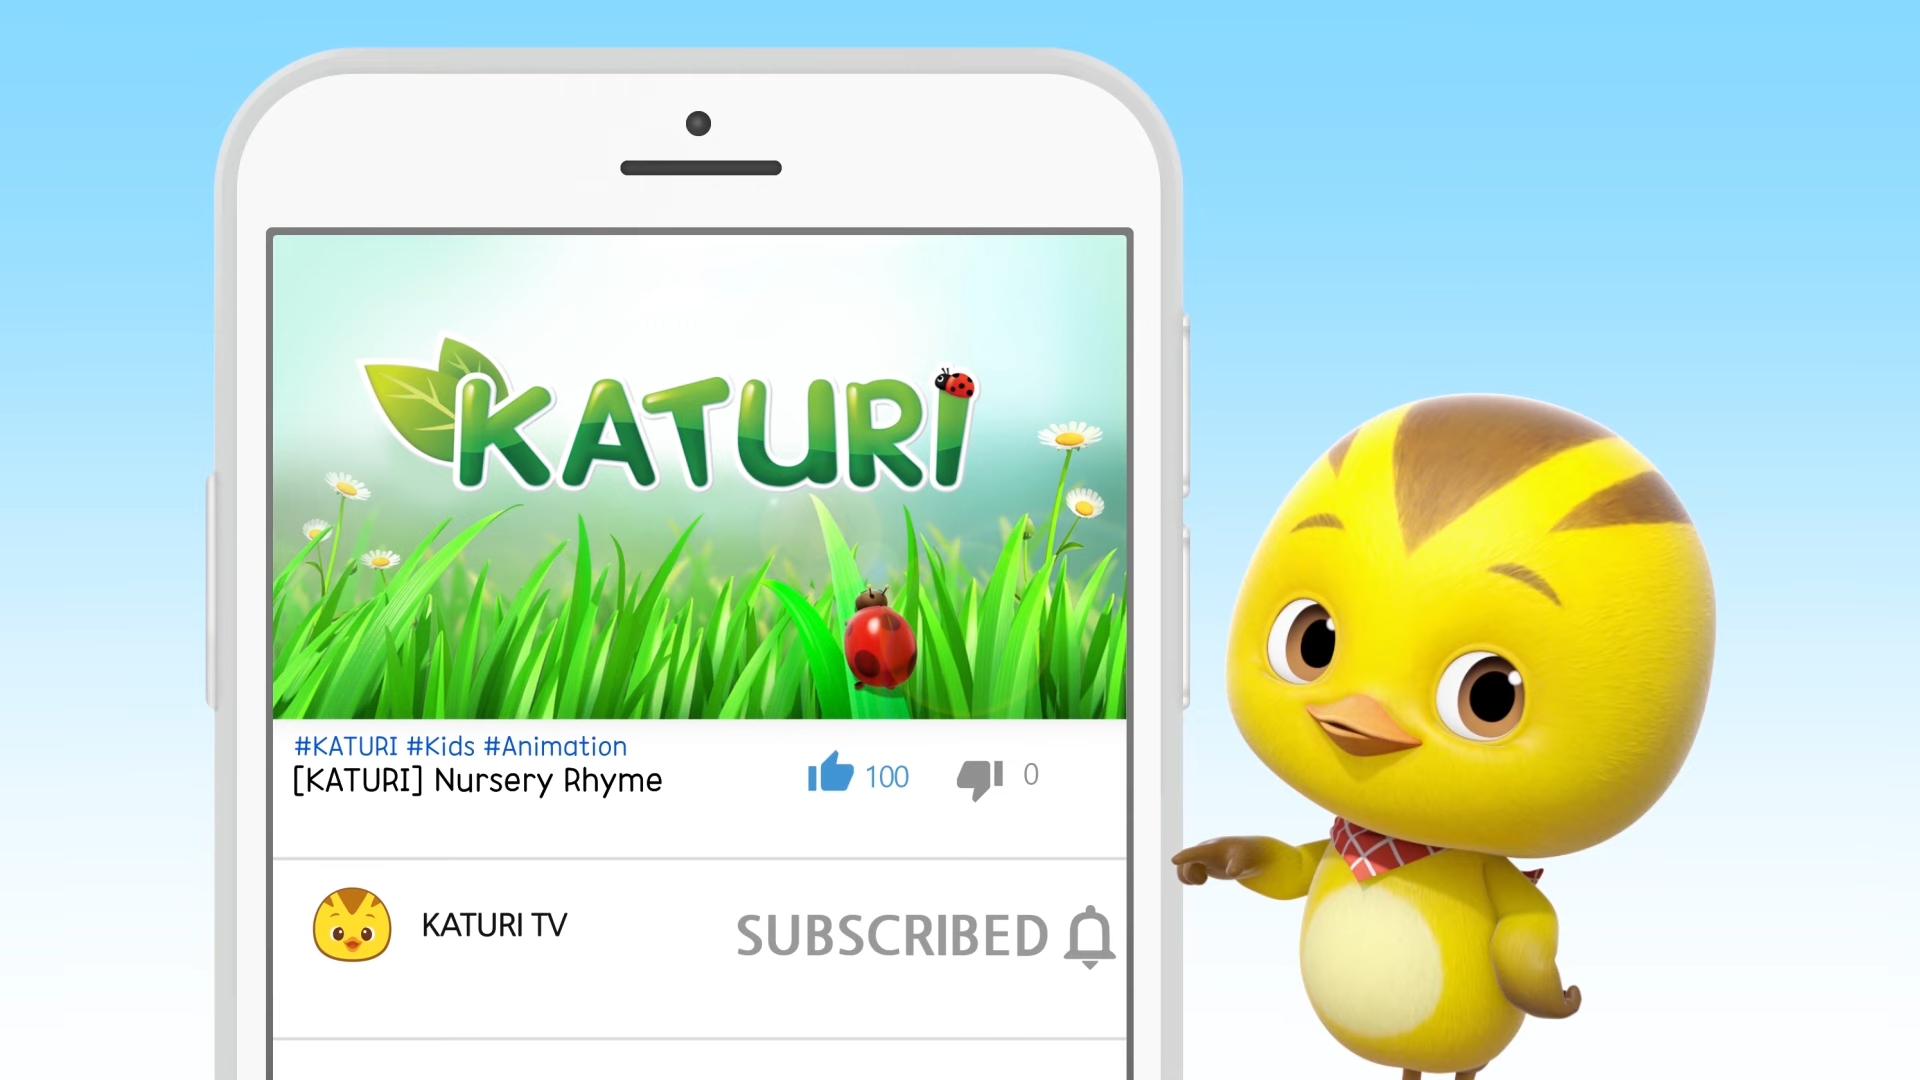 KATURI
#KATURI #Kids #Animation
[KATURI] Nursery Rhyme
100
0
KATURI TV
SUBSCRIBED